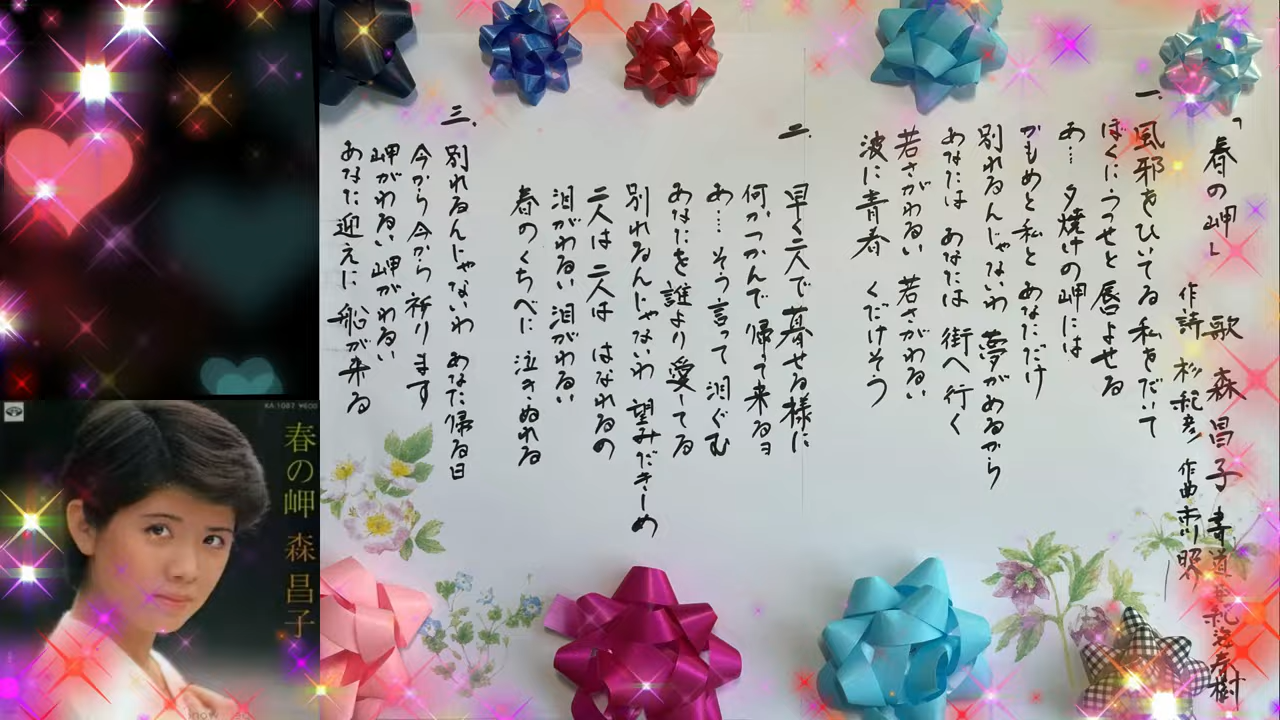 「春の岬」 歌 森昌子
作詩 杉紀彦 作曲 市川昭
一、風邪をひいてる 私をだいて
ぼくにうつせと 唇よせる
あ… 夕焼けの岬には
かもめと私と あなただけ
別れるんじゃないわ 夢があるから
あなたは あなたは 街へ行く
若さがわるい 若さがわるい
波に青春 くだけそう
二、早く二人で 暮せる様に
何かつかんで 帰って来るヨ
あ… そう言って 泪ぐむ
あなたを 誰より 愛してる
別れるんじゃないわ 望みだきしめ
二人は 二人は はなれるの
泪がわるい 泪がわるい
春のくちべに 泣きぬれる
三、別れるんじゃないわ あなた帰る日
今から 今から 祈ります
岬がわるい 岬がわるい
あなた迎えに 船が来る
KA-1087 ¥600
春の岬 森昌子